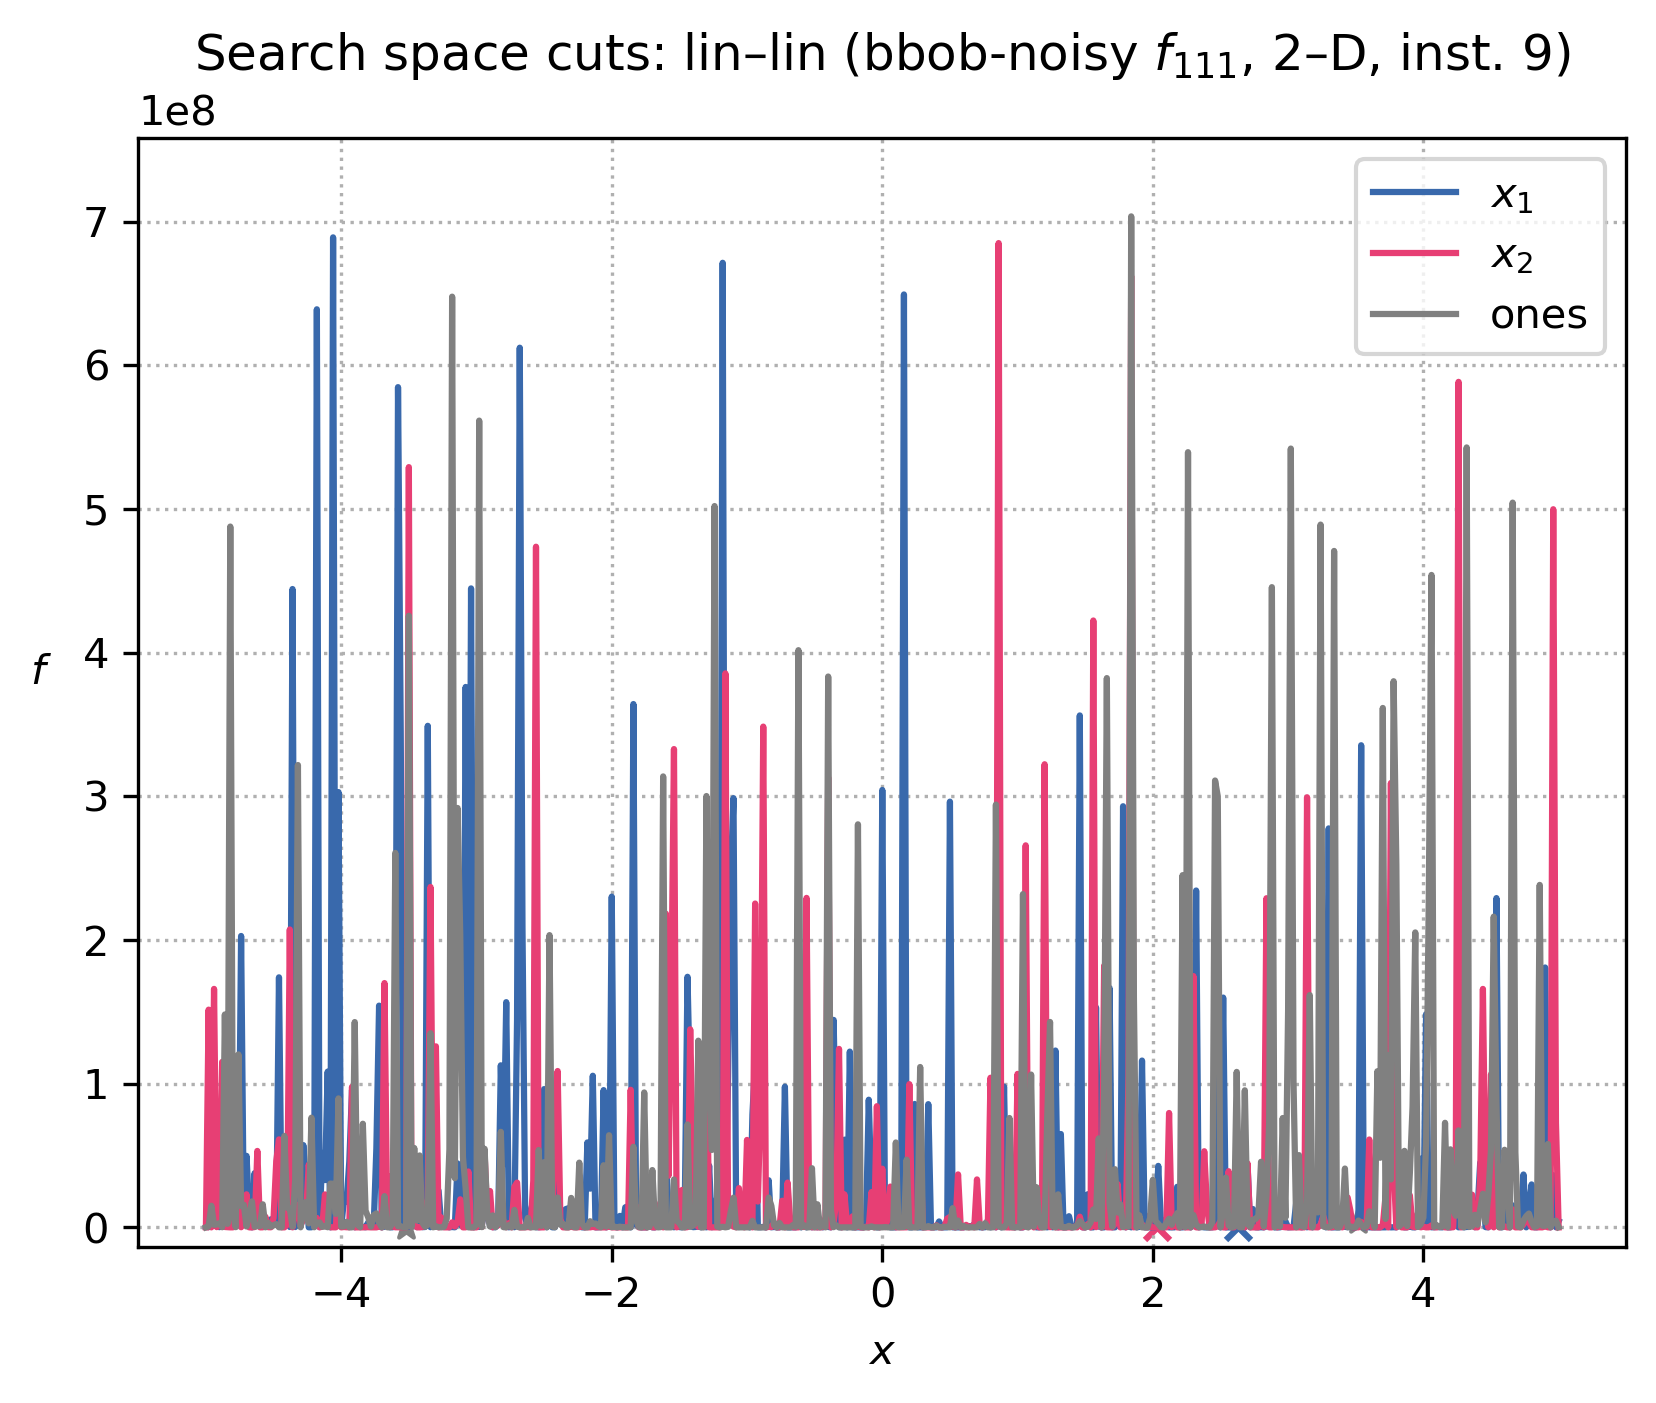 Search space cuts: lin–lin (bbob-noisy f₁₁₁, 2–D, inst. 9)
1e8
x₁
x₂
ones
7
6
5
4
3
2
1
0
f
−4 −2 0 2 4
x